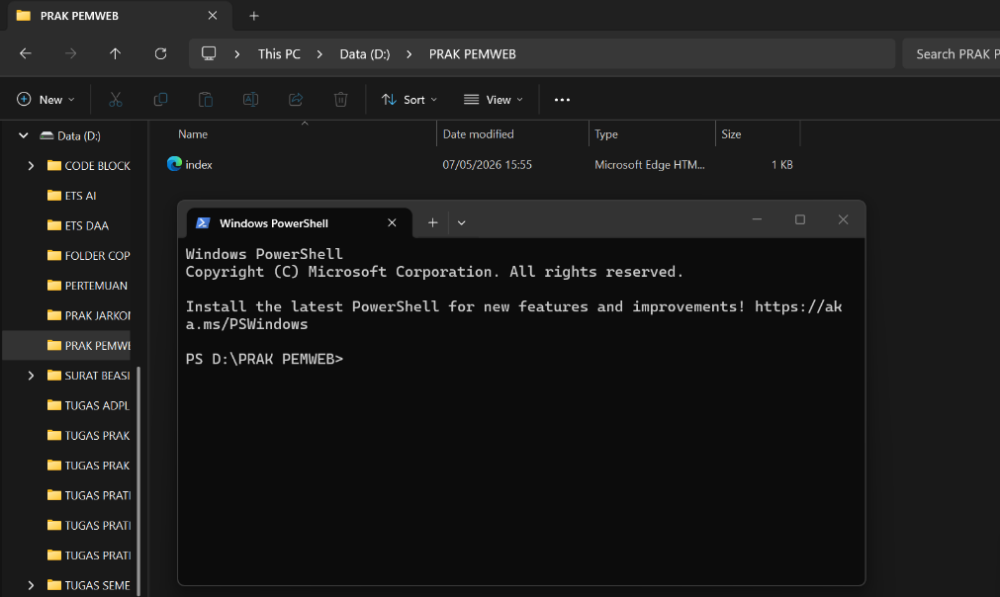 PRAK PEMWEB
This PC > Data (D:) > PRAK PEMWEB
Search PRAK P
New
Sort
View
Name
Date modified
Type
Size
Data (D:)
CODE BLOCK
ETS AI
ETS DAA
FOLDER COP
PERTEMUAN
PRAK JARKOM
PRAK PEMWE
SURAT BEASI
TUGAS ADPL
TUGAS PRAK
TUGAS PRAK
TUGAS PRATI
TUGAS PRATI
TUGAS PRATI
TUGAS SEME
index
07/05/2026 15:55
Microsoft Edge HTM...
1 KB
Windows PowerShell
Windows PowerShell
Copyright (C) Microsoft Corporation. All rights reserved.
Install the latest PowerShell for new features and improvements! https://ak
a.ms/PSWindows
PS D:\PRAK PEMWEB>